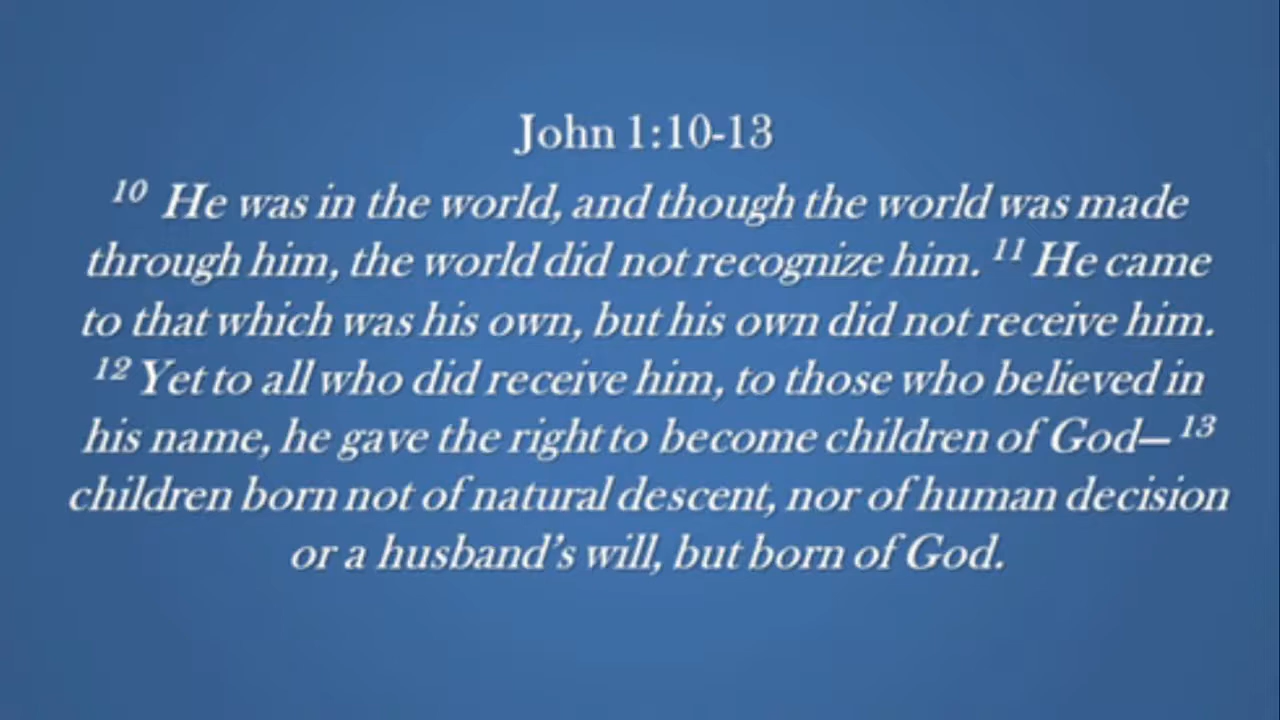 John 1:10-13
10 He was in the world, and though the world was made
through him, the world did not recognize him. 11 He came
to that which was his own, but his own did not receive him.
12 Yet to all who did receive him, to those who believed in
his name, he gave the right to become children of God— 13
children born not of natural descent, nor of human decision
or a husband’s will, but born of God.